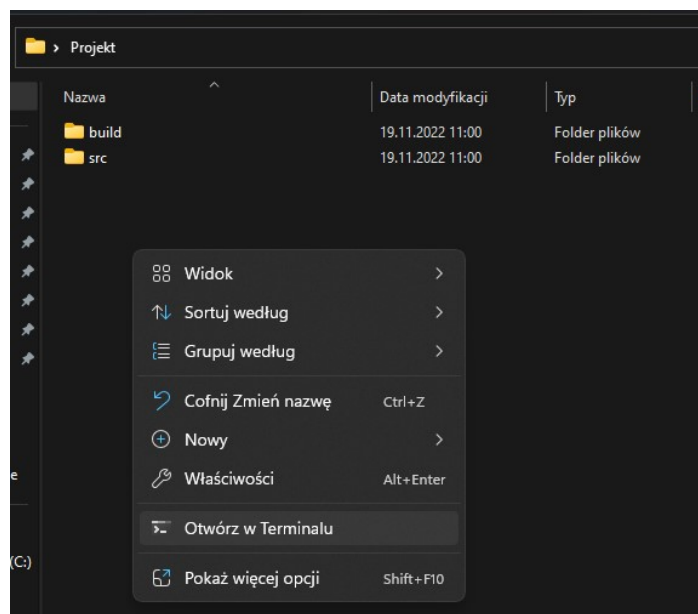 Projekt
Nazwa Data modyfikacji Typ
build 19.11.2022 11:00 Folder plików
src 19.11.2022 11:00 Folder plików
Widok
Sortuj według
Grupuj według
Cofnij Zmień nazwę Ctrl+Z
Nowy
e Właściwości Alt+Enter
Otwórz w Terminalu
(C:)
Pokaż więcej opcji Shift+F10